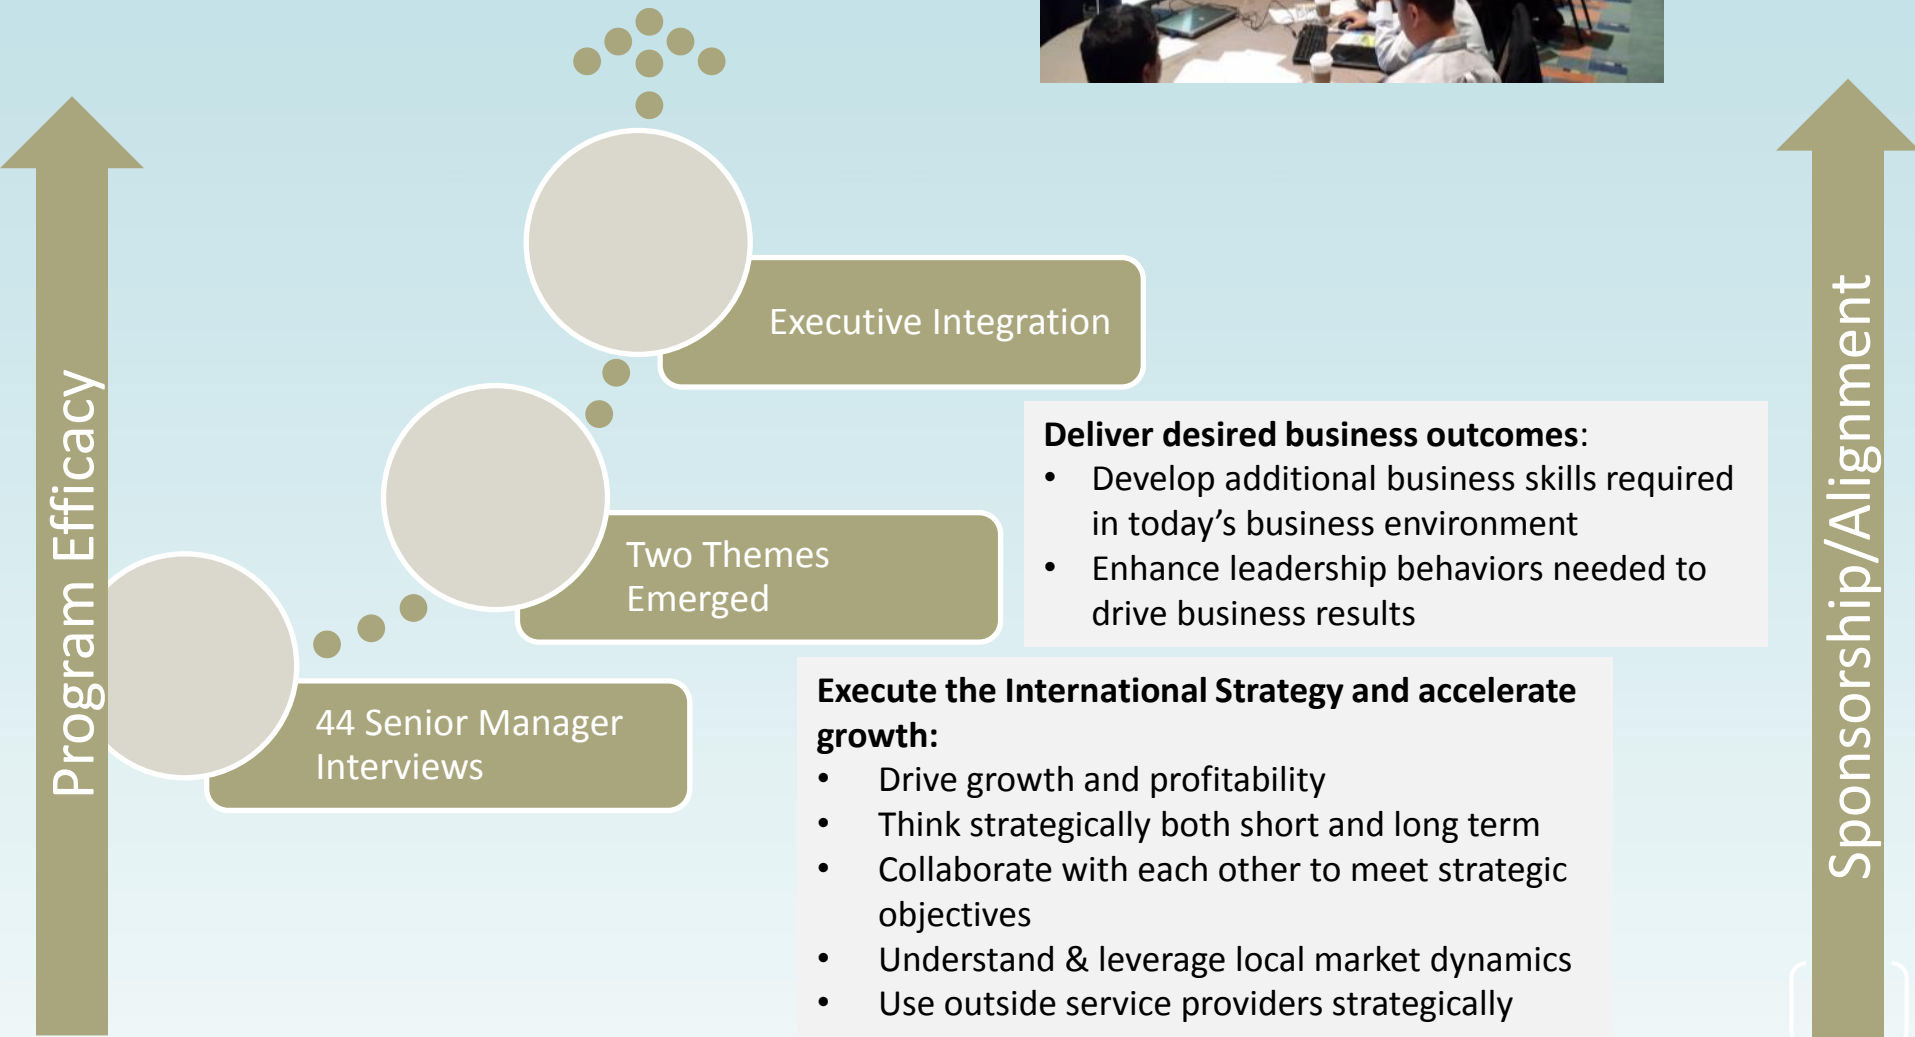 Program Efficacy
Executive Integration
Two Themes
Emerged
44 Senior Manager
Interviews
Deliver desired business outcomes:
• Develop additional business skills required
in today’s business environment
• Enhance leadership behaviors needed to
drive business results
Execute the International Strategy and accelerate
growth:
• Drive growth and profitability
• Think strategically both short and long term
• Collaborate with each other to meet strategic
objectives
• Understand & leverage local market dynamics
• Use outside service providers strategically
Sponsorship/Alignment